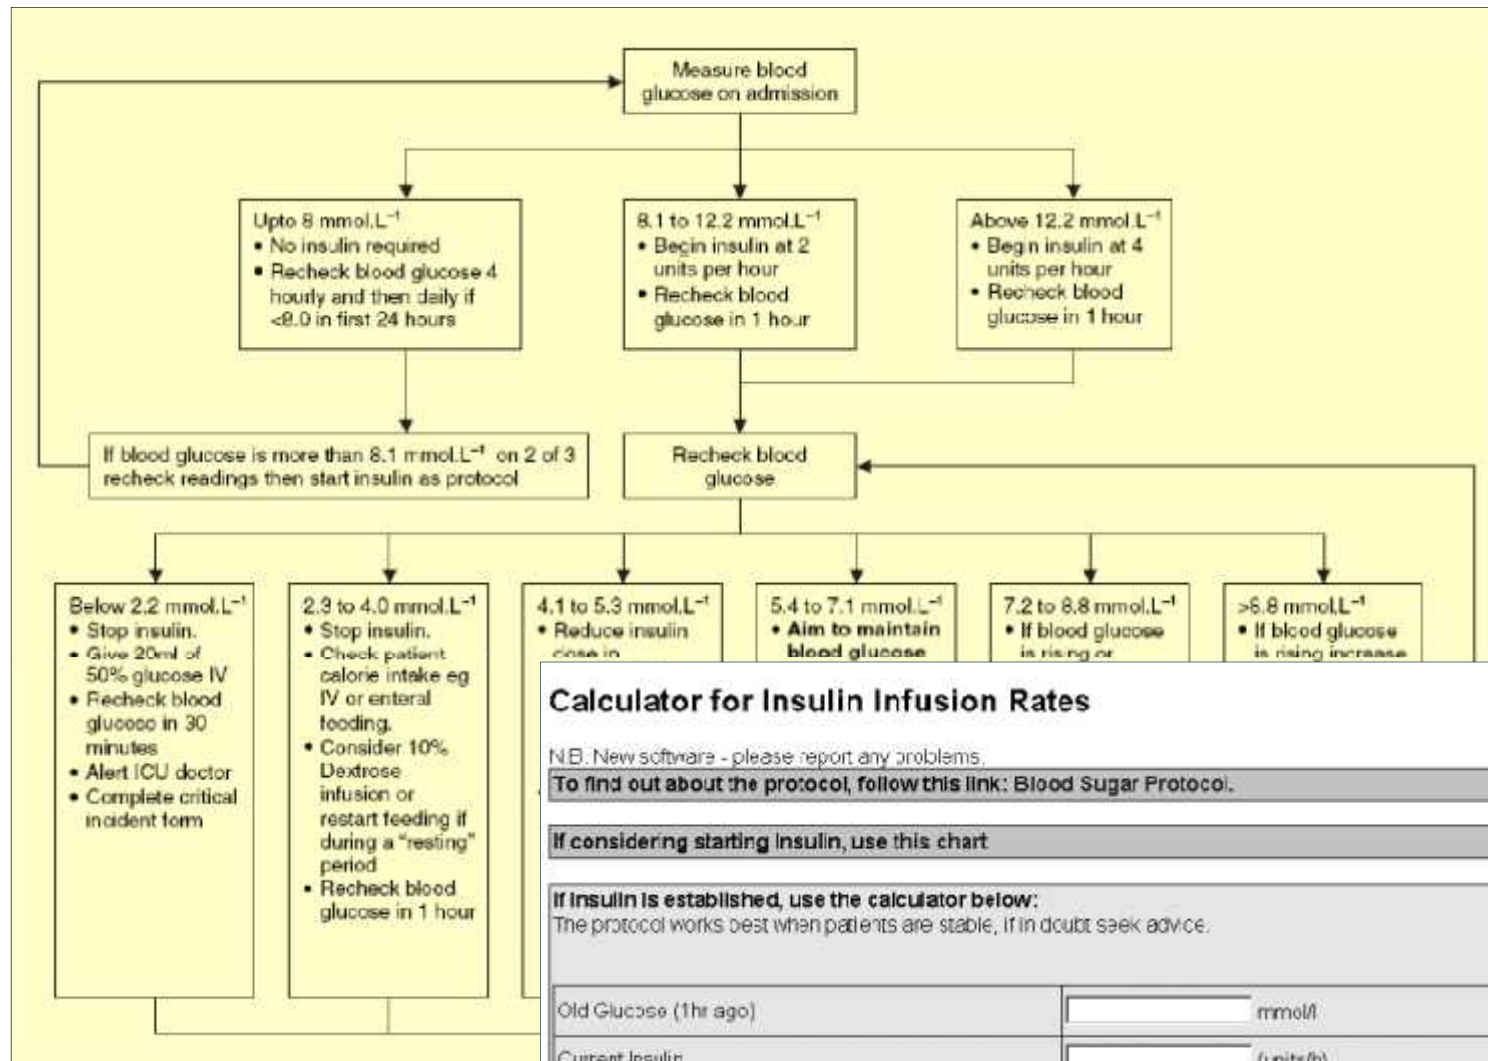 Measure blood
glucose on admission
Upto 8 mmol.L⁻¹
• No insulin required
• Recheck blood glucose 4
hourly and then daily if
<8.0 in first 24 hours
8.1 to 12.2 mmol.L⁻¹
• Begin insulin at 2
units per hour
• Recheck blood
glucose in 1 hour
Above 12.2 mmol.L⁻¹
• Begin insulin at 4
units per hour
• Recheck blood
glucose in 1 hour
If blood glucose is more than 8.1 mmol.L⁻¹ on 2 of 3
recheck readings then start insulin as protocol
Recheck blood
glucose
Below 2.2 mmol.L⁻¹
• Stop insulin.
• Give 20ml of
50% glucose IV
• Recheck blood
glucose in 30
minutes
• Alert ICU doctor
• Complete critical
incident form
2.3 to 4.0 mmol.L⁻¹
• Stop insulin.
• Check patient
calorie intake eg
IV or enteral
feeding.
• Consider 10%
Dextrose
infusion or
restart feeding if
during a "resting"
period
• Recheck blood
glucose in 1 hour
4.1 to 5.3 mmol.L⁻¹
• Reduce insulin
dose in
5.4 to 7.1 mmol.L⁻¹
• Aim to maintain
blood glucose
7.2 to 8.8 mmol.L⁻¹
• If blood glucose
is rising or
>8.8 mmol.L⁻¹
• If blood glucose
is rising increase
Calculator for Insulin Infusion Rates
N.B. New software - please report any problems.
To find out about the protocol, follow this link: Blood Sugar Protocol.
If considering starting insulin, use this chart
If insulin is established, use the calculator below:
The protocol works best when patients are stable, if in doubt seek advice.
Old Glucose (1hr ago)
mmol/l
Current Insulin
(units/h)